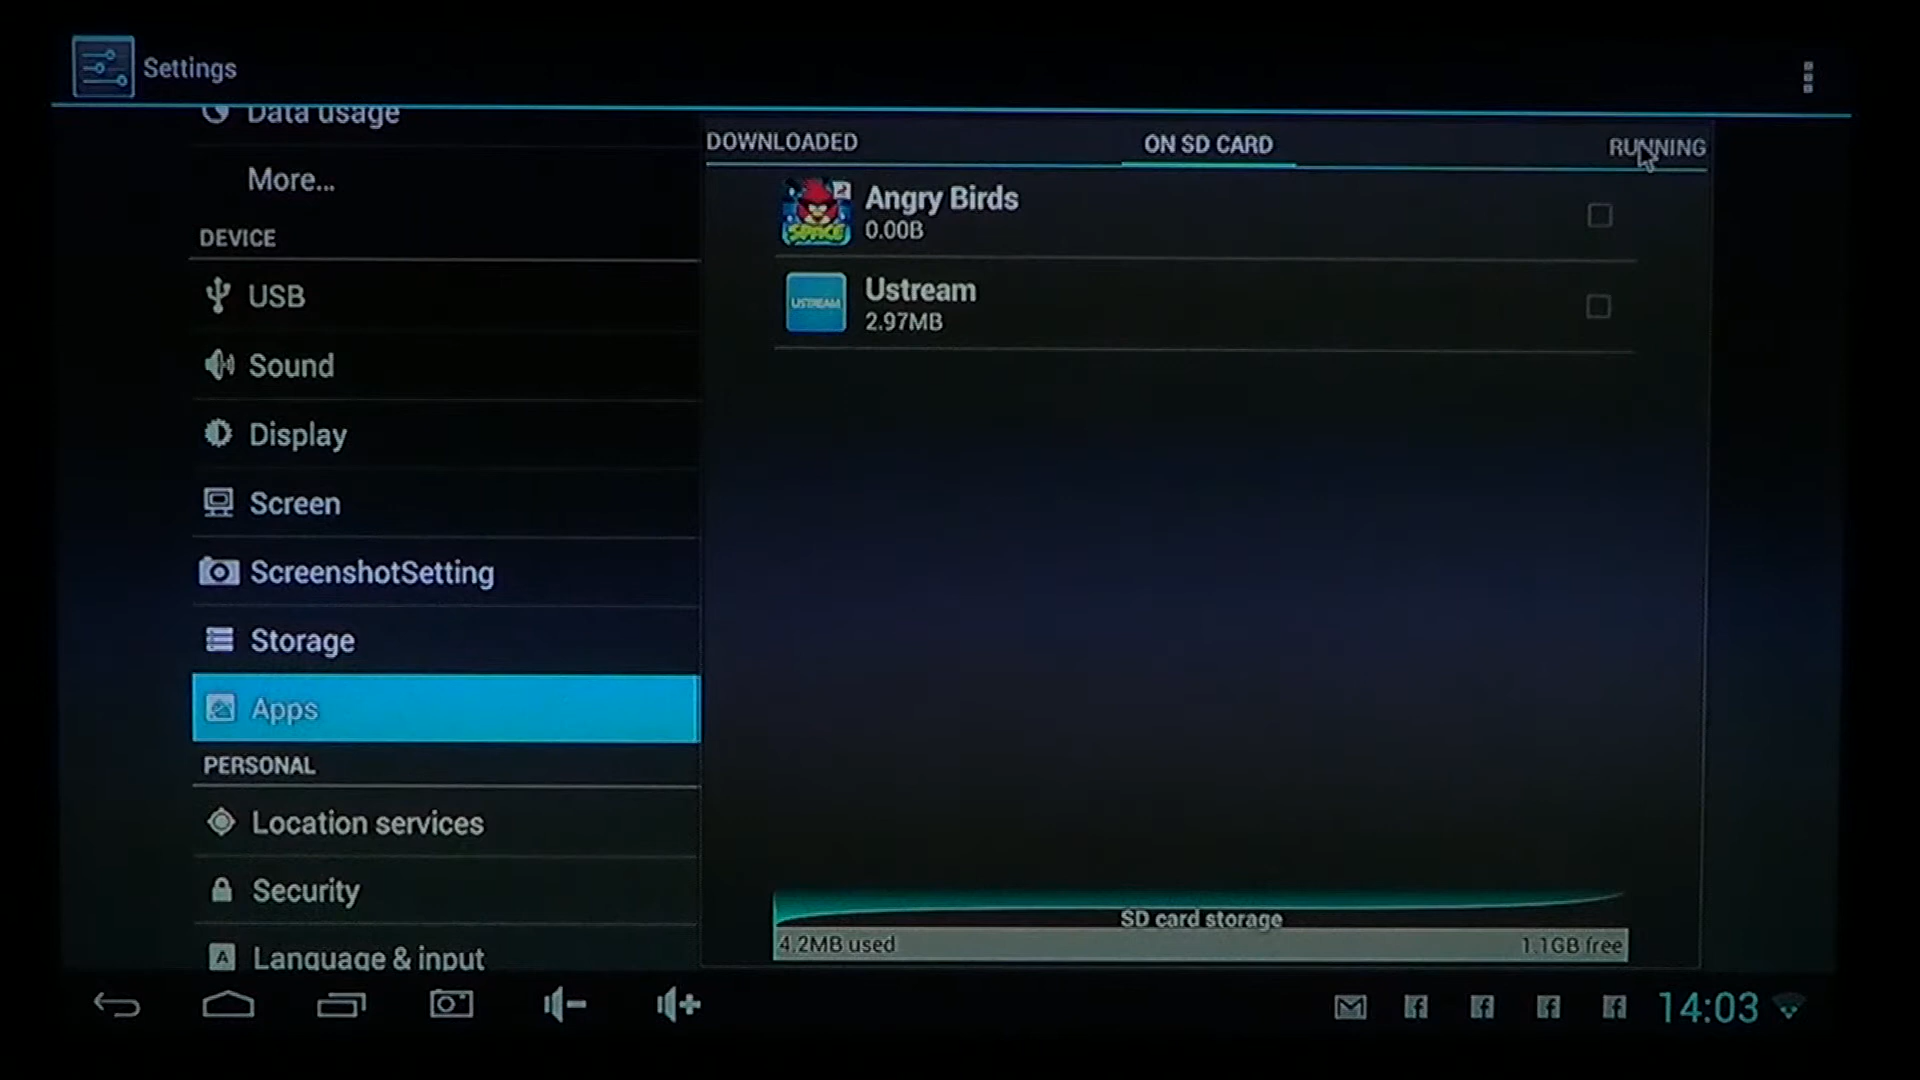 Settings
Data usage
More...
DEVICE
USB
Sound
Display
Screen
ScreenshotSetting
Storage
Apps
PERSONAL
Location services
Security
Language & input
DOWNLOADED
ON SD CARD
RUNNING
SPACE
Angry Birds
0.00B
USTREAM
Ustream
2.97MB
SD card storage
4.2MB used
1.1GB free
14:03